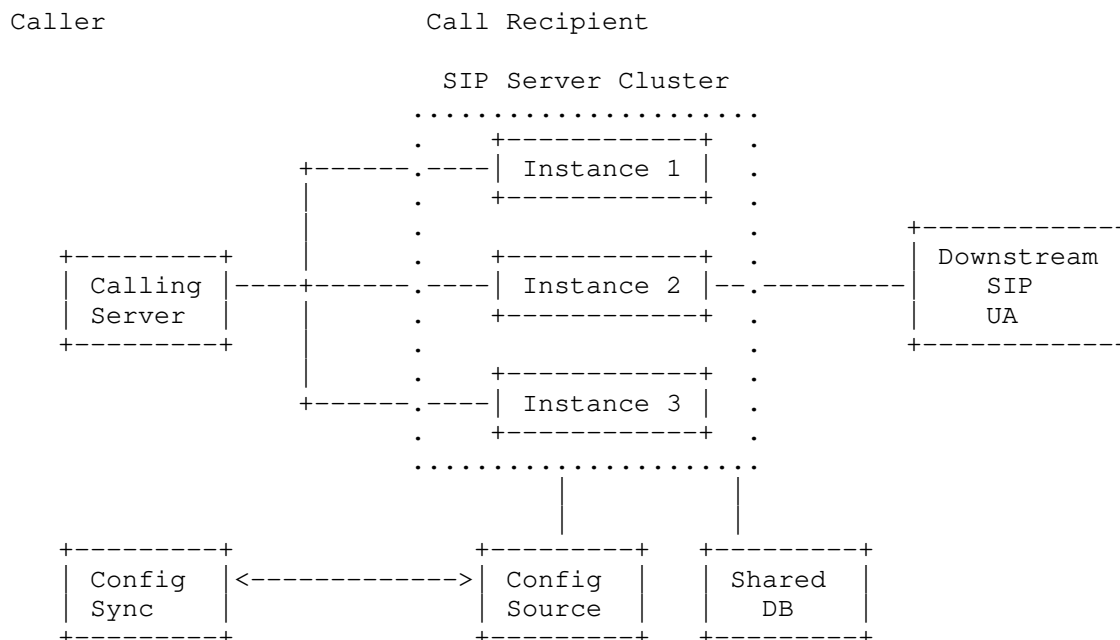 Caller Call Recipient
SIP Server Cluster
Instance 1
Downstream
Calling Instance 2 SIP
Server UA
Instance 3
Config Config Shared
Sync Source DB